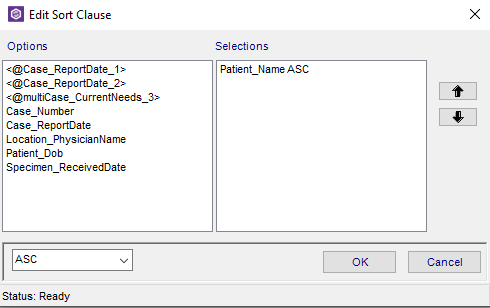 Edit Sort Clause
Options
Selections
<@Case_ReportDate_1>
<@Case_ReportDate_2>
<@multiCase_CurrentNeeds_3>
Case_Number
Case_ReportDate
Location_PhysicianName
Patient_Dob
Specimen_ReceivedDate
Patient_Name ASC
ASC
OK
Cancel
Status: Ready